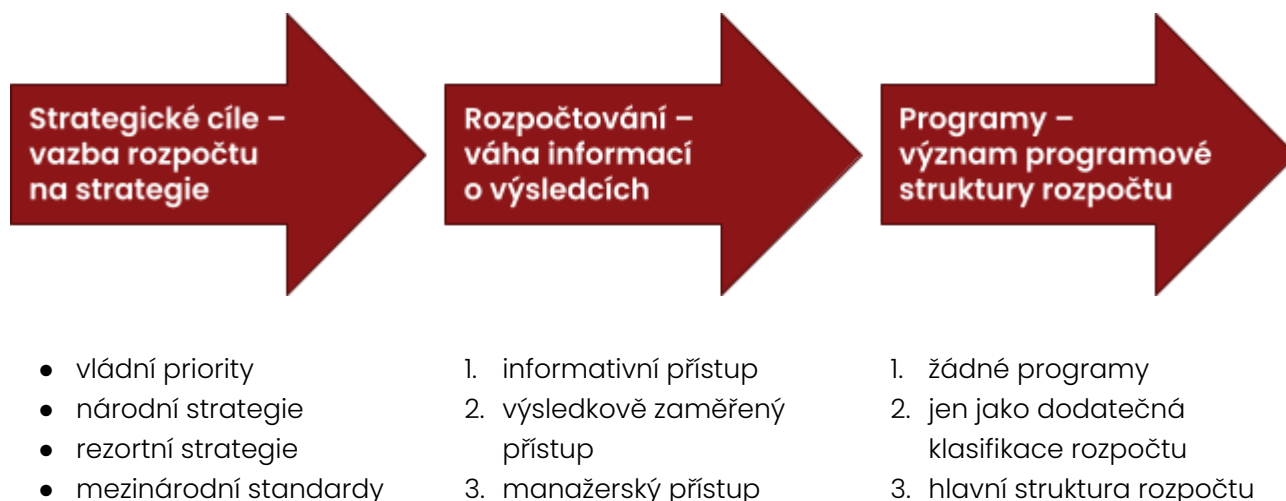 Strategické cíle –
vazba rozpočtu
na strategie
Rozpočtování –
váha informací
o výsledcích
Programy –
význam programové
struktury rozpočtu
● vládní priority
● národní strategie
● rezortní strategie
● mezinárodní standardy
1. informativní přístup
2. výsledkově zaměřený
přístup
3. manažerský přístup
1. žádné programy
2. jen jako dodatečná
klasifikace rozpočtu
3. hlavní struktura rozpočtu